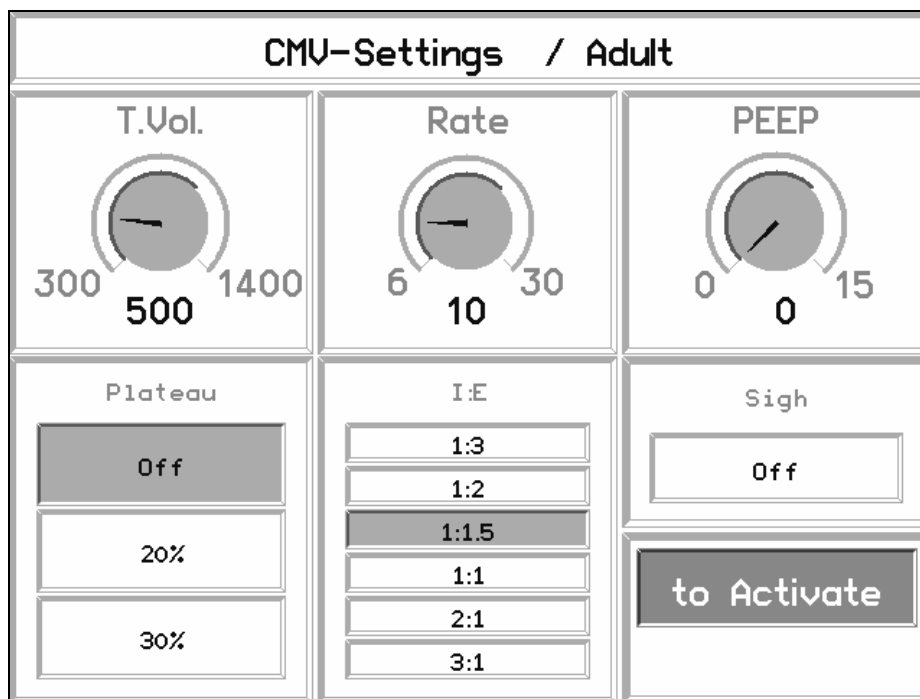 CMV-Settings / Adult
T.Vol.
300 1400
500
Rate
6 30
10
PEEP
0 15
0
Plateau
Off
20%
30%
I:E
1:3
1:2
1:1.5
1:1
2:1
3:1
Sigh
Off
to Activate